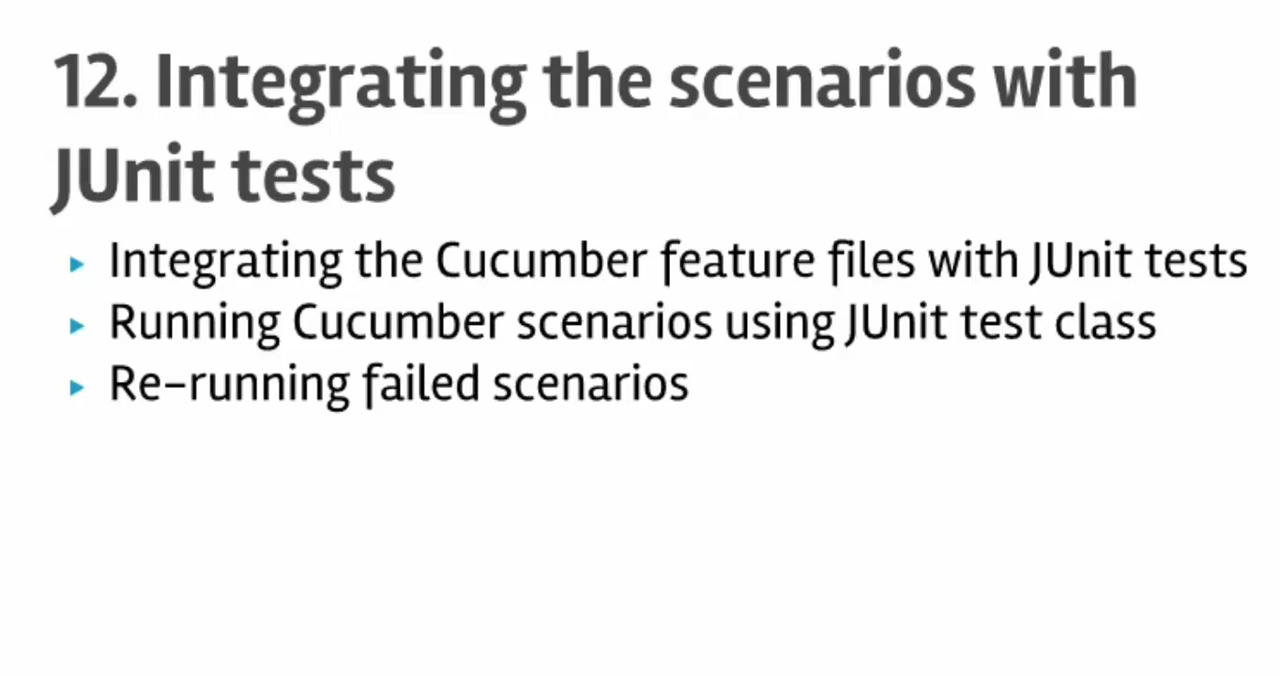 12. Integrating the scenarios with
JUnit tests
▸ Integrating the Cucumber feature files with JUnit tests
▸ Running Cucumber scenarios using JUnit test class
▸ Re-running failed scenarios